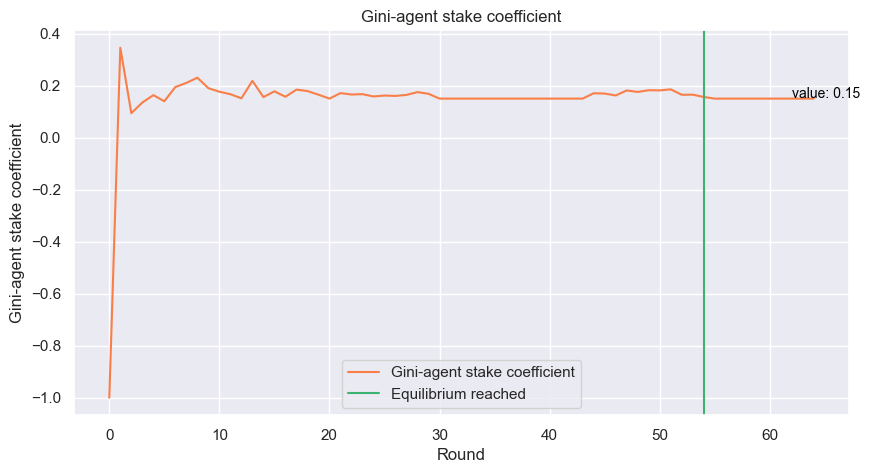 Gini-agent stake coefficient
Gini-agent stake coefficient
0.4
0.2
0.0
−0.2
−0.4
−0.6
−0.8
−1.0
value: 0.15
Gini-agent stake coefficient
Equilibrium reached
0 10 20 30 40 50 60
Round